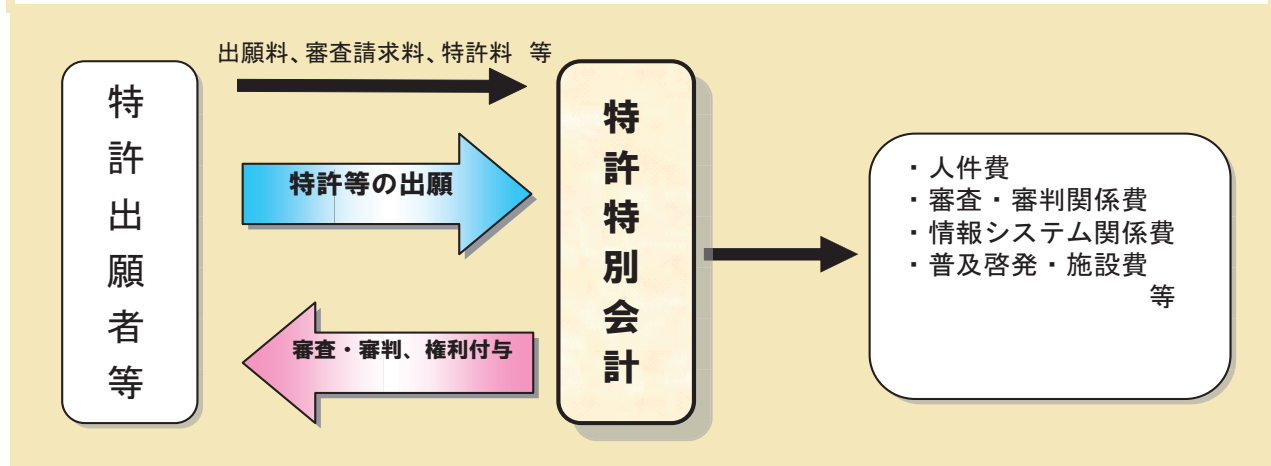 出願料、審査請求料、特許料 等
特許出願者等
特許等の出願
審査・審判、権利付与
特許特別会計
・人件費
・審査・審判関係費
・情報システム関係費
・普及啓発・施設費
等